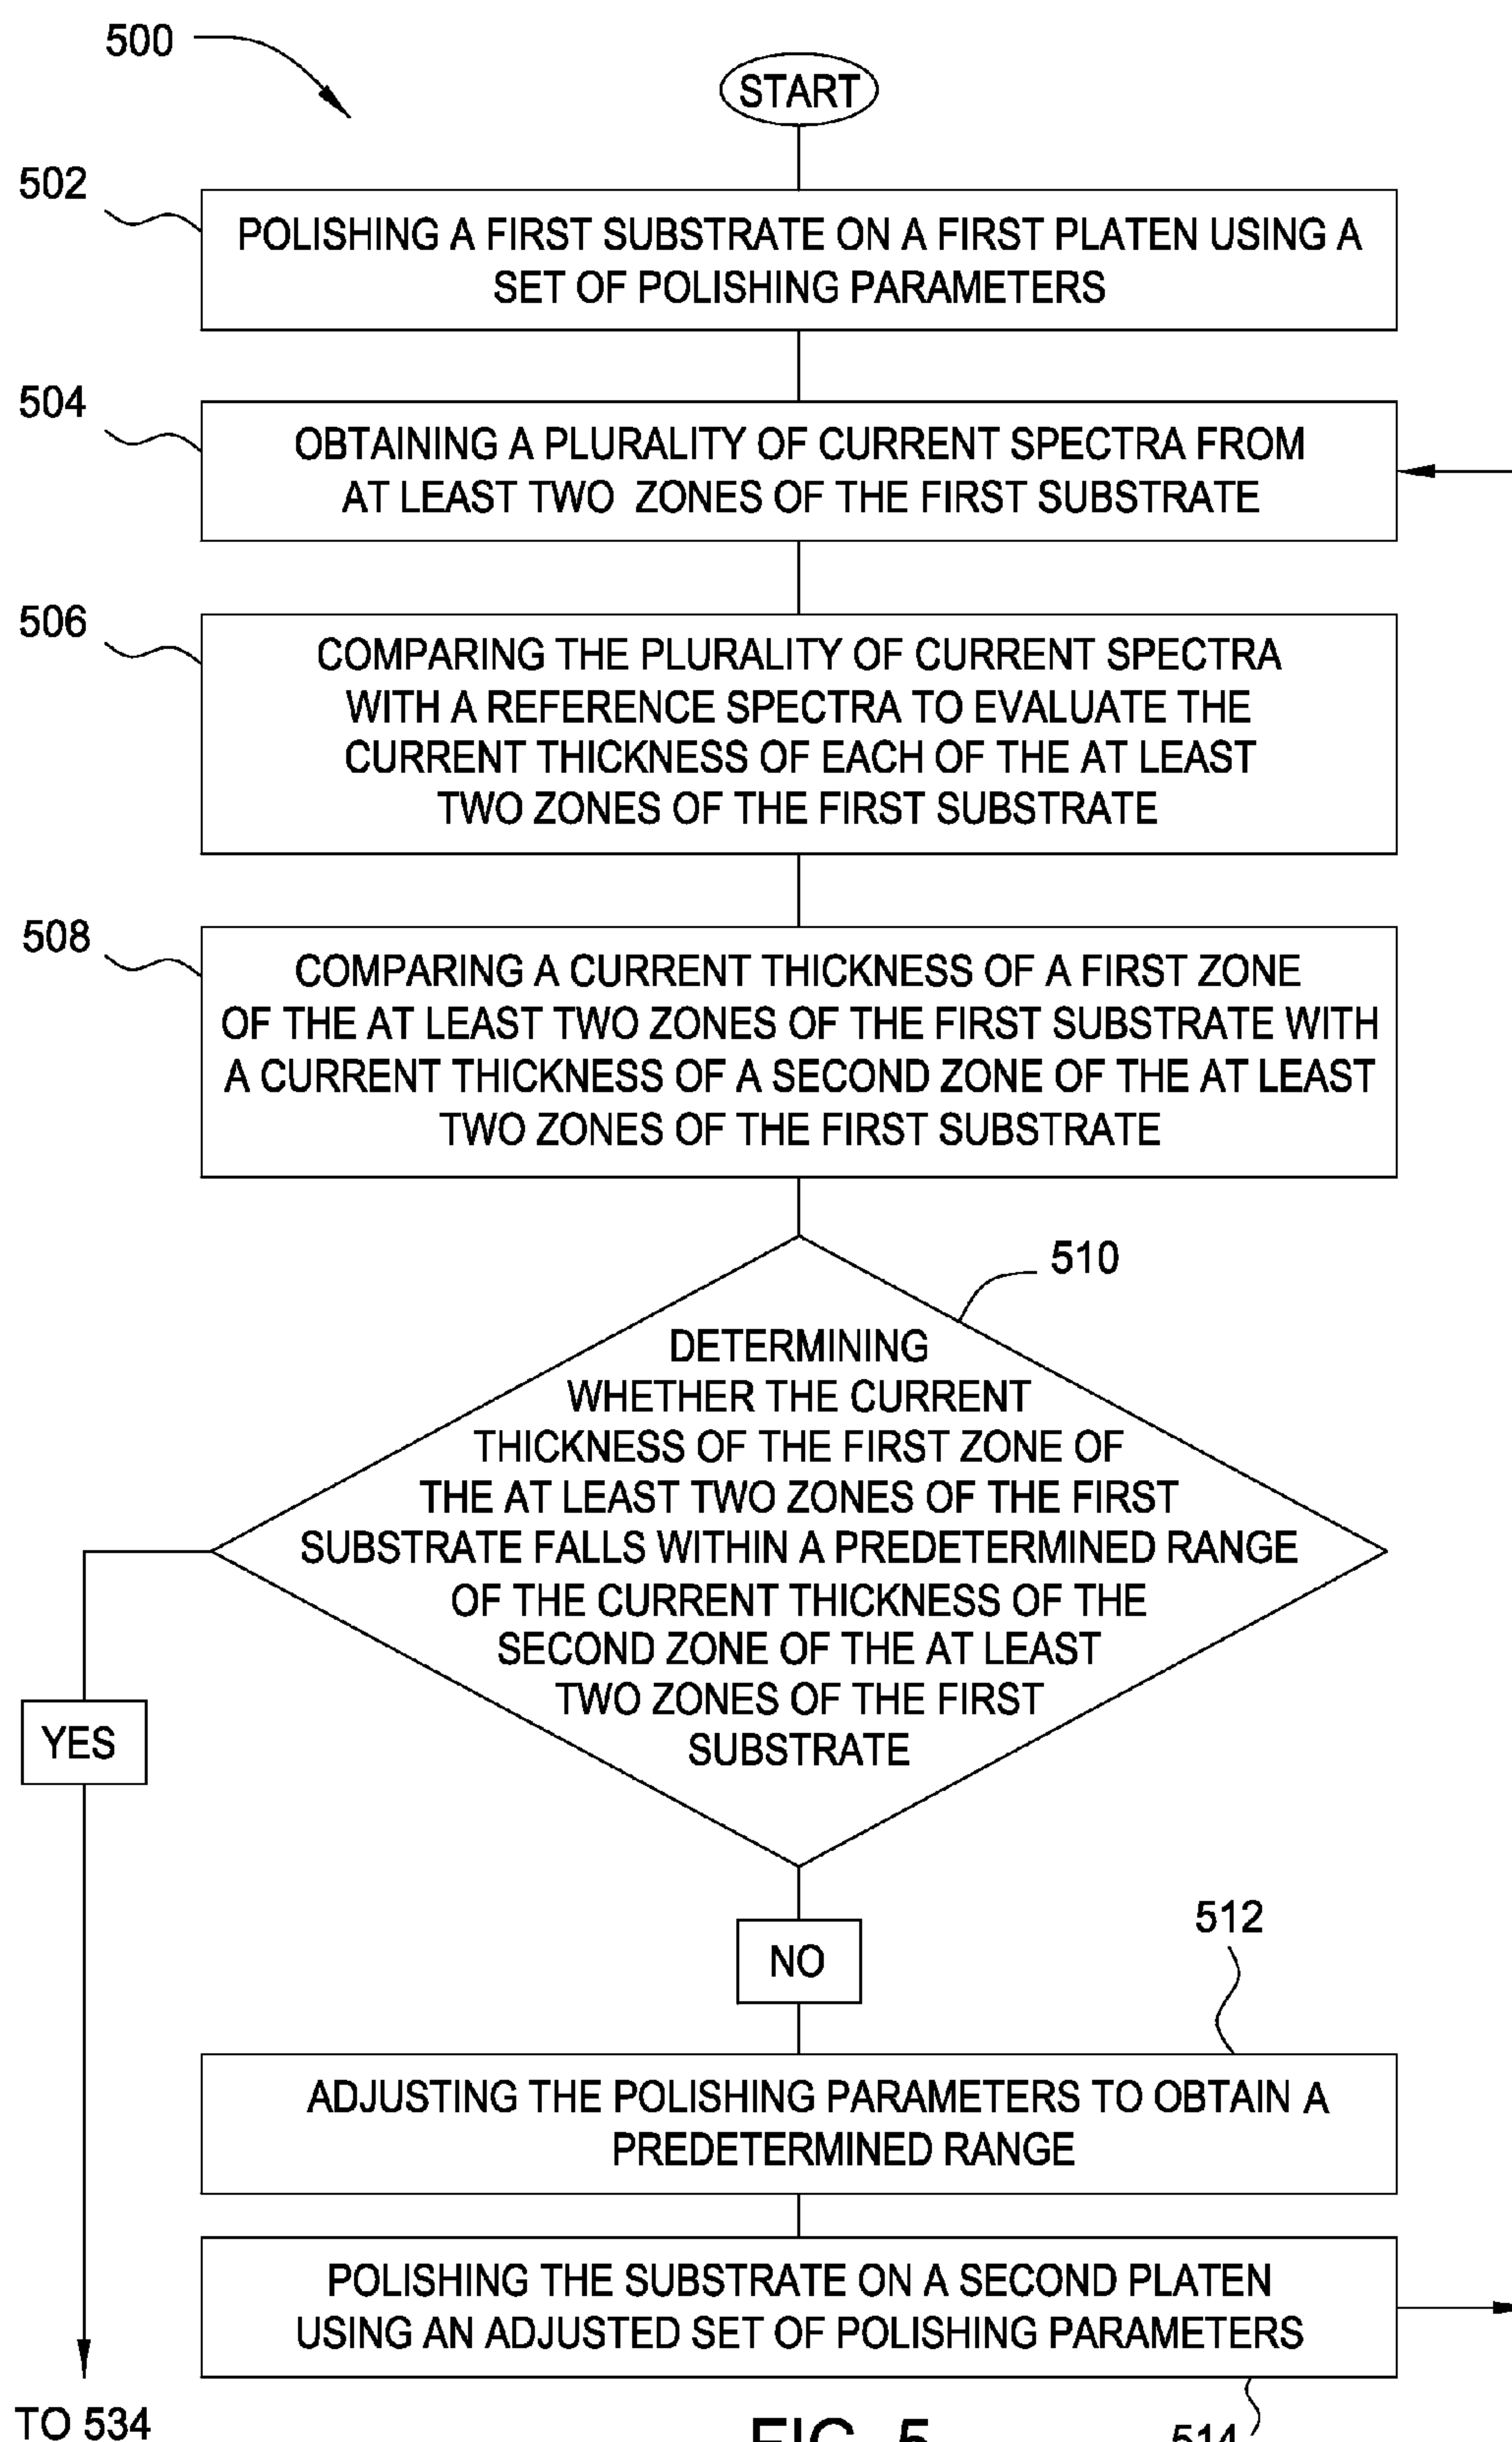 500
START
502
POLISHING A FIRST SUBSTRATE ON A FIRST PLATEN USING A
SET OF POLISHING PARAMETERS
504
OBTAINING A PLURALITY OF CURRENT SPECTRA FROM
AT LEAST TWO ZONES OF THE FIRST SUBSTRATE
506
COMPARING THE PLURALITY OF CURRENT SPECTRA
WITH A REFERENCE SPECTRA TO EVALUATE THE
CURRENT THICKNESS OF EACH OF THE AT LEAST
TWO ZONES OF THE FIRST SUBSTRATE
508
COMPARING A CURRENT THICKNESS OF A FIRST ZONE
OF THE AT LEAST TWO ZONES OF THE FIRST SUBSTRATE WITH
A CURRENT THICKNESS OF A SECOND ZONE OF THE AT LEAST
TWO ZONES OF THE FIRST SUBSTRATE
510
DETERMINING
WHETHER THE CURRENT
THICKNESS OF THE FIRST ZONE OF
THE AT LEAST TWO ZONES OF THE FIRST
SUBSTRATE FALLS WITHIN A PREDETERMINED RANGE
OF THE CURRENT THICKNESS OF THE
SECOND ZONE OF THE AT LEAST
TWO ZONES OF THE FIRST
SUBSTRATE
YES
NO
512
ADJUSTING THE POLISHING PARAMETERS TO OBTAIN A
PREDETERMINED RANGE
POLISHING THE SUBSTRATE ON A SECOND PLATEN
USING AN ADJUSTED SET OF POLISHING PARAMETERS
TO 534
FIG. 5
514